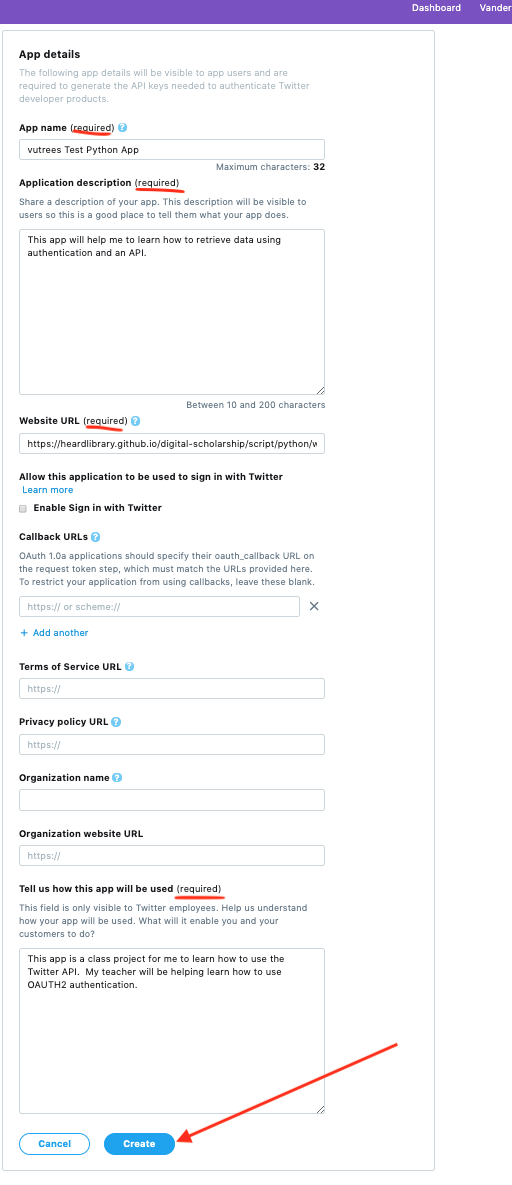 Dashboard Vander
App details
The following app details will be visible to app users and are
required to generate the API keys needed to authenticate Twitter
developer products.
App name (required) ?
vutrees Test Python App
Maximum characters: 32
Application description (required)
Share a description of your app. This description will be visible to
users so this is a good place to tell them what your app does.
This app will help me to learn how to retrieve data using
authentication and an API.
Between 10 and 200 characters
Website URL (required) ?
https://heardlibrary.github.io/digital-scholarship/script/python/w
Allow this application to be used to sign in with Twitter
Learn more
Enable Sign in with Twitter
Callback URLs ?
OAuth 1.0a applications should specify their oauth_callback URL on
the request token step, which must match the URLs provided here.
To restrict your application from using callbacks, leave these blank.
https:// or scheme://
+ Add another
Terms of Service URL ?
https://
Privacy policy URL ?
https://
Organization name ?
Organization website URL
https://
Tell us how this app will be used (required)
This field is only visible to Twitter employees. Help us understand
how your app will be used. What will it enable you and your
customers to do?
This app is a class project for me to learn how to use the
Twitter API.  My teacher will be helping learn how to use
OAUTH2 authentication.
Cancel Create